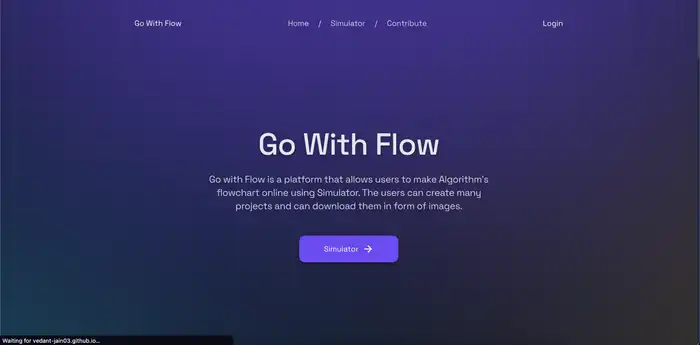 Go With Flow
Home / Simulator / Contribute
Login
Go With Flow
Go with Flow is a platform that allows users to make Algorithm's
flowchart online using Simulator. The users can create many
projects and can download them in form of images.
Simulator →
Waiting for vedant-jain03.github.io...